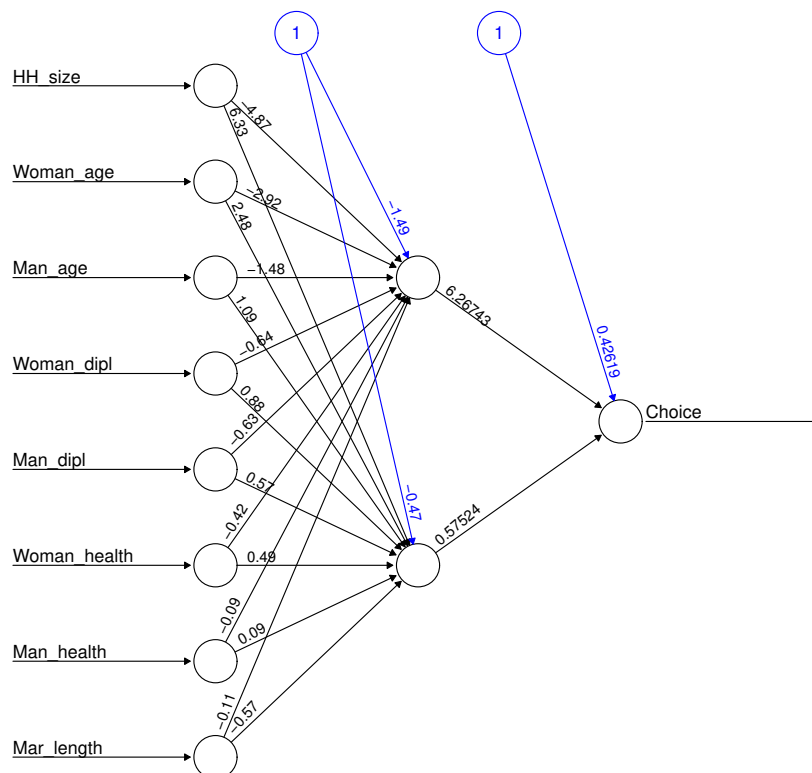 1
1
HH_size
−4.87
6.33
Woman_age
−2.92
2.48
−1.49
Man_age
−1.48
1.09
6.26743
Woman_dipl
−0.64
0.88
0.42619
Choice
Man_dipl
−0.63
0.57
−0.47
0.57524
Woman_health
−0.42
0.49
Man_health
−0.09
0.09
Mar_length
−0.11
−0.57